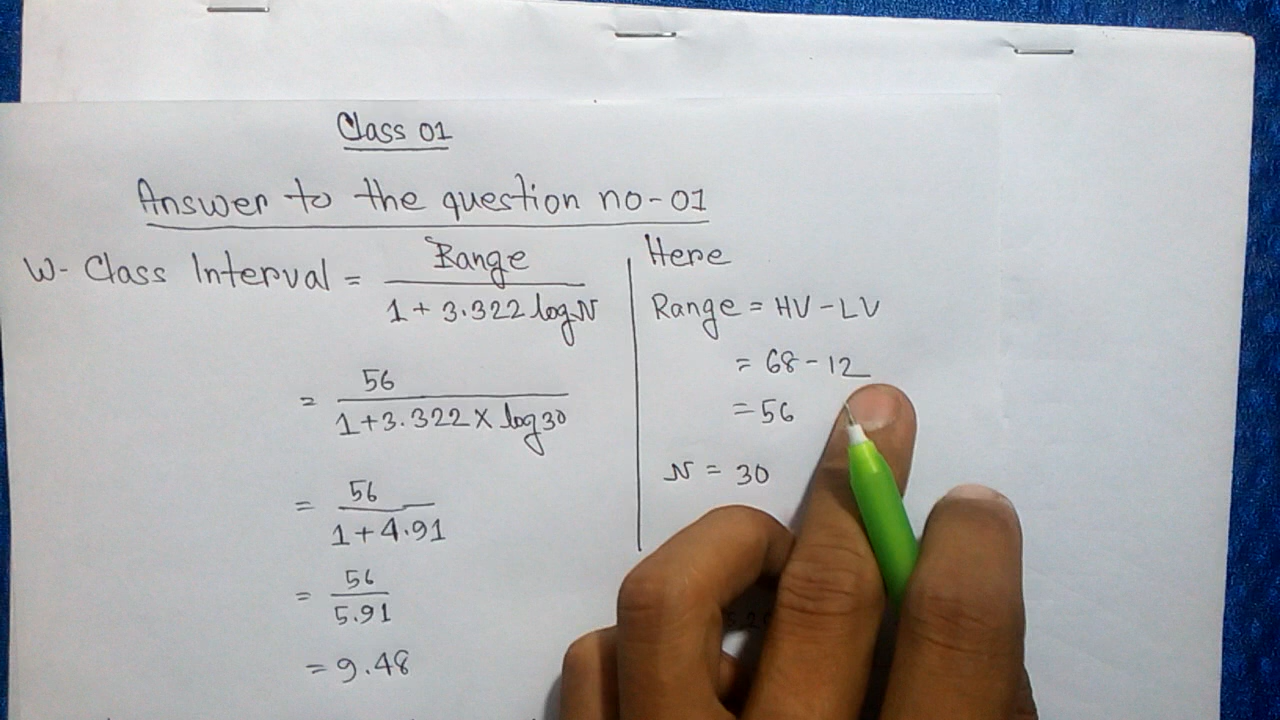 Class 01
Answer to the question no-01
W- Class Interval = Range / 1 + 3.322 log N
= 56 / 1+3.322 X log 30
= 56 / 1+4.91
= 56 / 5.91
= 9.48
Here
Range = HV - LV
= 68 - 12
= 56
N = 30